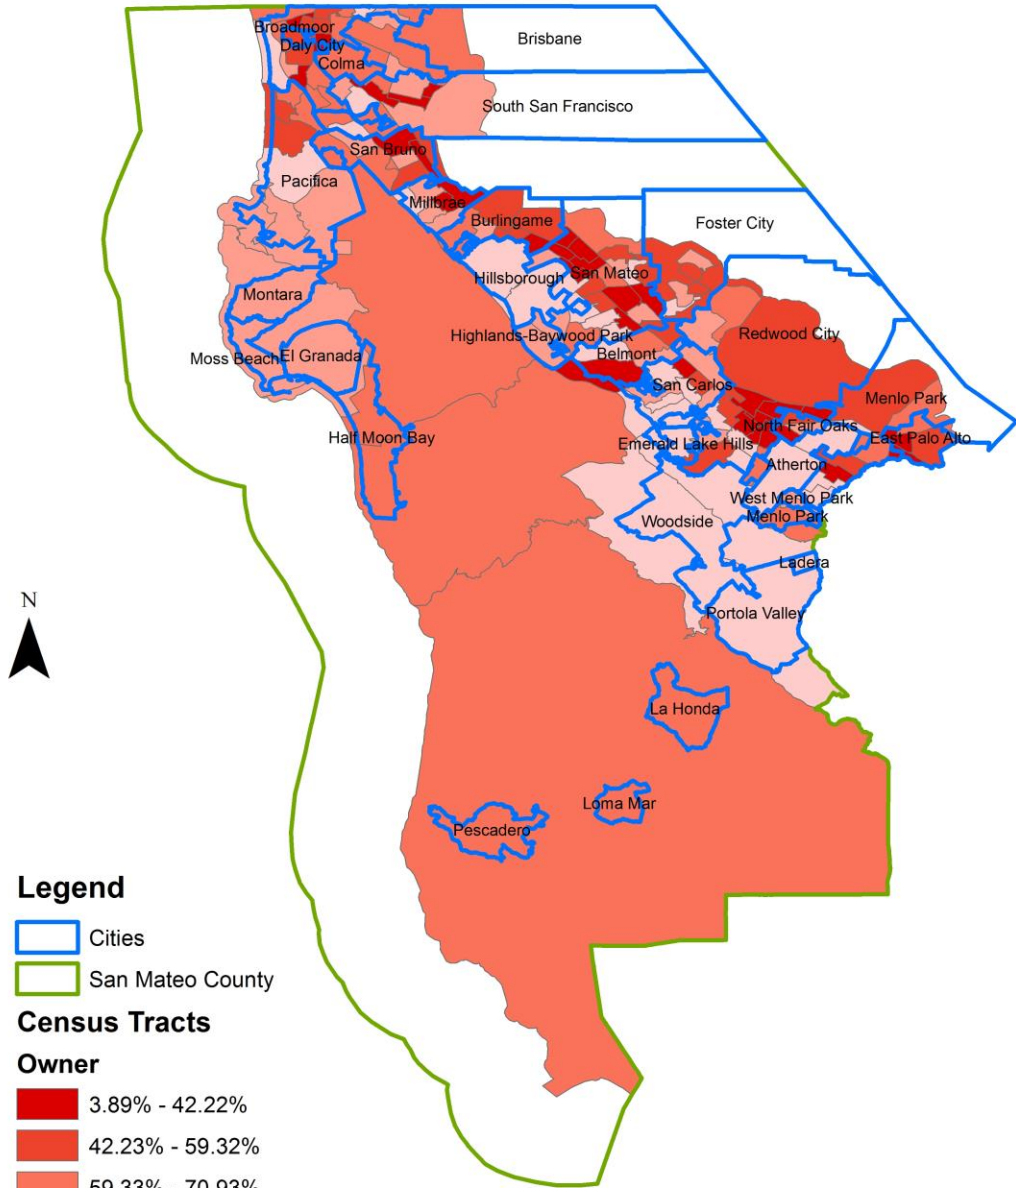 Broadmoor
Brisbane
Daly City
Colma
South San Francisco
San Bruno
Pacifica
Millbrae
Burlingame
Foster City
San Mateo
Hillsborough
Montara
Highlands-Baywood Park
Redwood City
Moss Beach
El Granada
Belmont
San Carlos
Menlo Park
North Fair Oaks
Half Moon Bay
East Palo Alto
Emerald Lake Hills
Atherton
West Menlo Park
Menlo Park
Woodside
Ladera
N
Portola Valley
La Honda
Loma Mar
Pescadero
Legend
Cities
San Mateo County
Census Tracts
Owner
3.89% - 42.22%
42.23% - 59.32%
59.33% - 70.93%